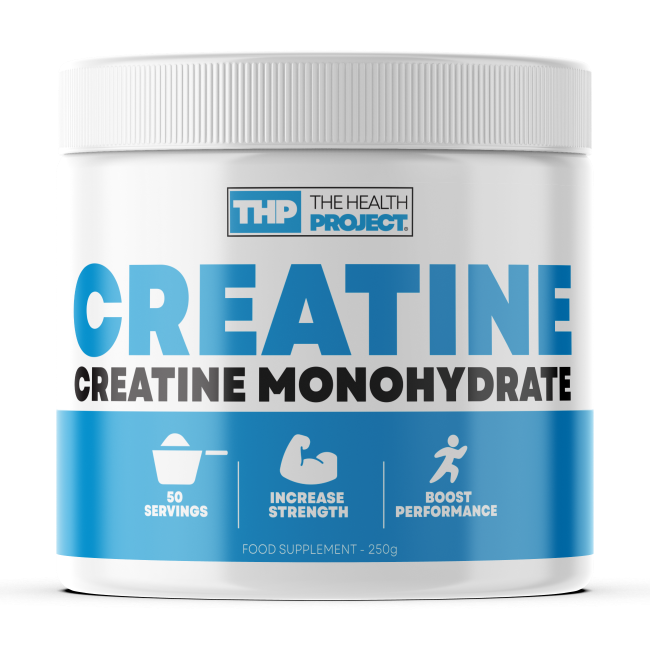 THP THE HEALTH
PROJECT®
CREATINE
CREATINE MONOHYDRATE
50
SERVINGS
INCREASE
STRENGTH
BOOST
PERFORMANCE
FOOD SUPPLEMENT - 250g